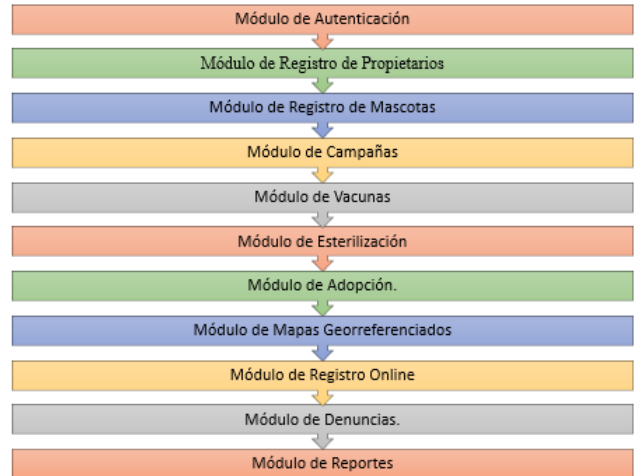 Módulo de Autenticación
Módulo de Registro de Propietarios
Módulo de Registro de Mascotas
Módulo de Campañas
Módulo de Vacunas
Módulo de Esterilización
Módulo de Adopción.
Módulo de Mapas Georreferenciados
Módulo de Registro Online
Módulo de Denuncias.
Módulo de Reportes